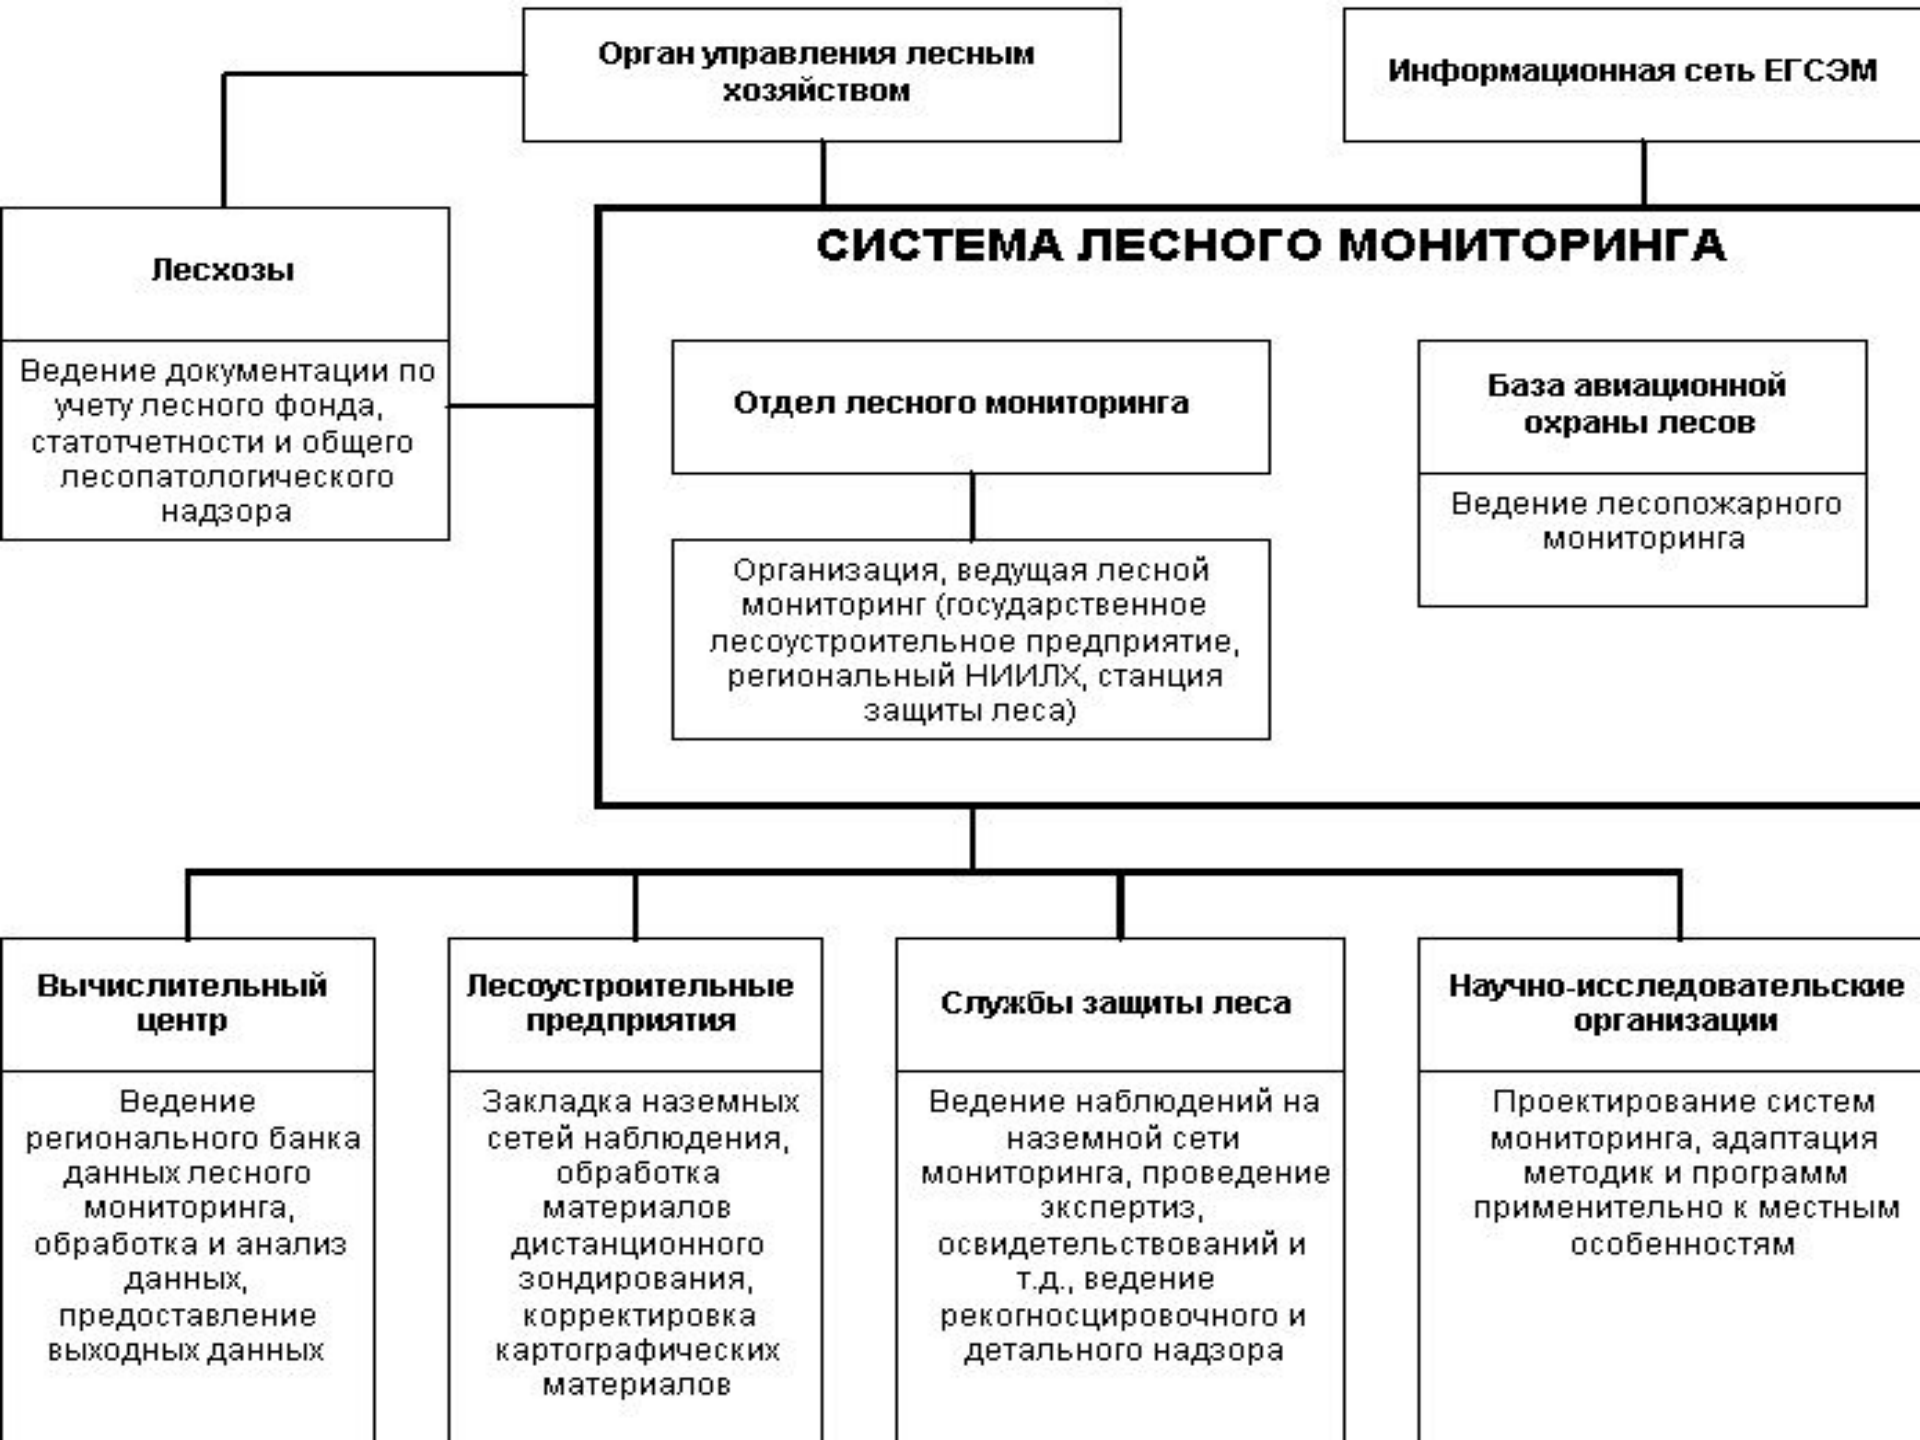 Орган управления лесным
хозяйством
Информационная сеть ЕГСЭМ
Лесхозы
Ведение документации по
учету лесного фонда,
статотчетности и общего
лесопатологического
надзора
СИСТЕМА ЛЕСНОГО МОНИТОРИНГА
Отдел лесного мониторинга
Организация, ведущая лесной
мониторинг (государственное
лесоустроительное предприятие,
региональный НИИЛХ, станция
защиты леса)
База авиационной
охраны лесов
Ведение лесопожарного
мониторинга
Вычислительный
центр
Ведение
регионального банка
данных лесного
мониторинга,
обработка и анализ
данных,
предоставление
выходных данных
Лесоустроительные
предприятия
Закладка наземных
сетей наблюдения,
обработка
материалов
дистанционного
зондирования,
корректировка
картографических
материалов
Службы защиты леса
Ведение наблюдений на
наземной сети
мониторинга, проведение
экспертиз,
освидетельствований и
т.д., ведение
рекогносцировочного и
детального надзора
Научно-исследовательские
организации
Проектирование систем
мониторинга, адаптация
методик и программ
применительно к местным
особенностям